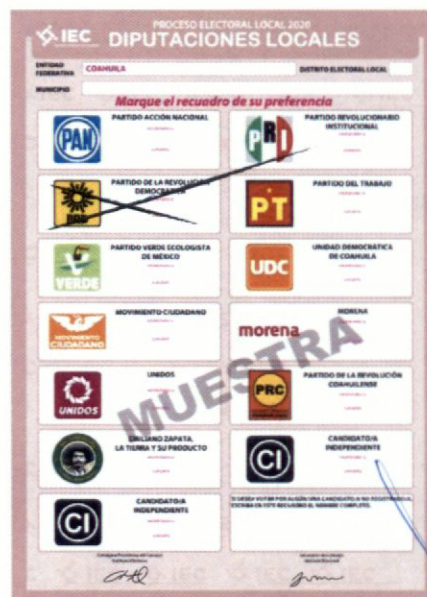 PROCESO ELECTORAL LOCAL 2020
IEC DIPUTACIONES LOCALES
ENTIDAD FEDERATIVA COAHUILA DISTRITO ELECTORAL LOCAL
MUNICIPIO
Marque el recuadro de su preferencia
PAN PARTIDO ACCIÓN NACIONAL
PRI PARTIDO REVOLUCIONARIO INSTITUCIONAL
PRD PARTIDO DE LA REVOLUCIÓN DEMOCRÁTICA
PT PARTIDO DEL TRABAJO
VERDE PARTIDO VERDE ECOLOGISTA DE MÉXICO
UDC UNIDAD DEMOCRÁTICA DE COAHUILA
MOVIMIENTO CIUDADANO MOVIMIENTO CIUDADANO
morena MORENA
UNIDOS UNIDOS
PRC PARTIDO DE LA REVOLUCIÓN COAHUILENSE
EMILIANO ZAPATA, LA TIERRA Y SU PRODUCTO
CI CANDIDATO/A INDEPENDIENTE
CI CANDIDATO/A INDEPENDIENTE
SI DESEA VOTAR POR ALGÚN/UNA CANDIDATO/A NO REGISTRADO/A,
ESCRIBA EN ESTE RECUADRO EL NOMBRE COMPLETO.
MUESTRA